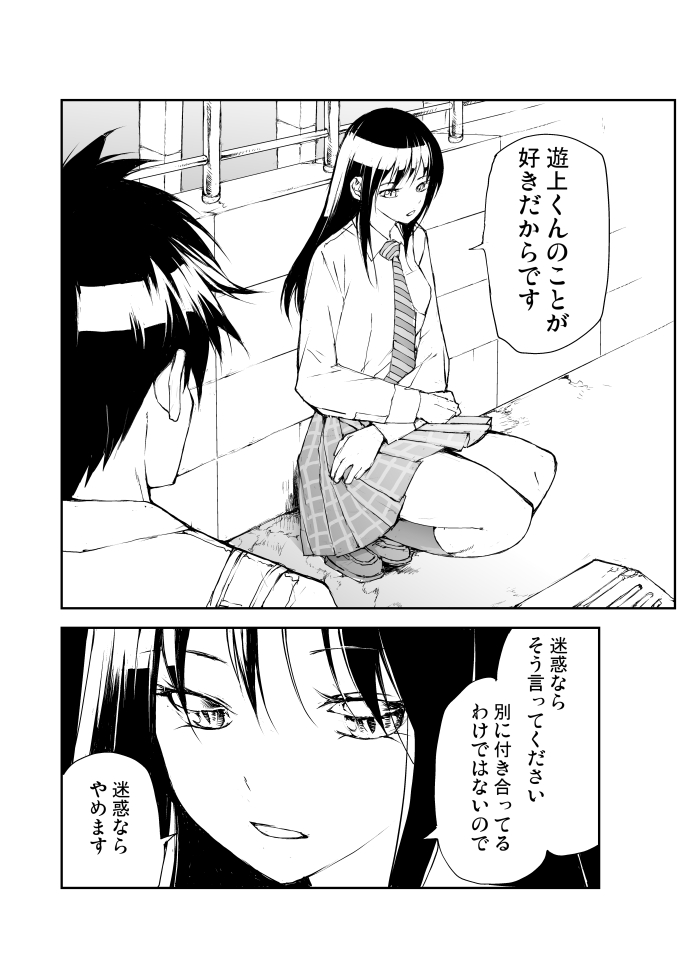 遊上くんのことが
好きだからです
迷惑なら
そう言ってください
別に付き合ってる
わけではないので
迷惑なら
やめます